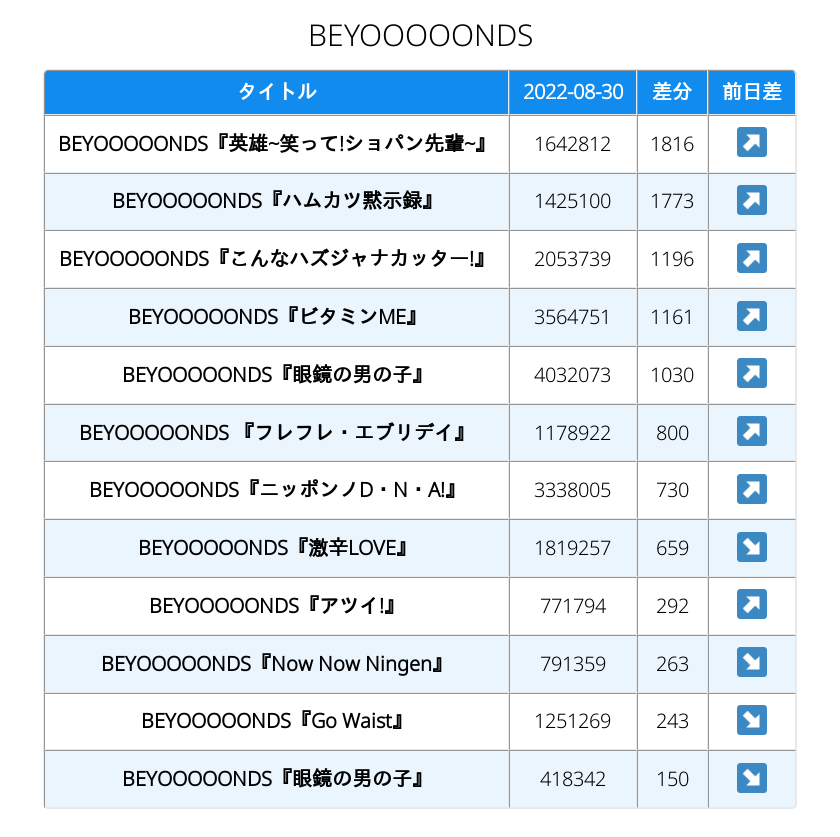 BEYOOOOONDS
タイトル 2022-08-30 差分 前日差
BEYOOOOONDS『英雄~笑って!ショパン先輩~』 1642812 1816 ↗
BEYOOOOONDS『ハムカツ黙示録』 1425100 1773 ↗
BEYOOOOONDS『こんなハズジャナカッター!』 2053739 1196 ↗
BEYOOOOONDS『ビタミンME』 3564751 1161 ↗
BEYOOOOONDS『眼鏡の男の子』 4032073 1030 ↗
BEYOOOOONDS 『フレフレ・エブリデイ』 1178922 800 ↗
BEYOOOOONDS『ニッポンノD・N・A!』 3338005 730 ↗
BEYOOOOONDS『激辛LOVE』 1819257 659 ↘
BEYOOOOONDS『アツイ!』 771794 292 ↗
BEYOOOOONDS『Now Now Ningen』 791359 263 ↘
BEYOOOOONDS『Go Waist』 1251269 243 ↘
BEYOOOOONDS『眼鏡の男の子』 418342 150 ↘